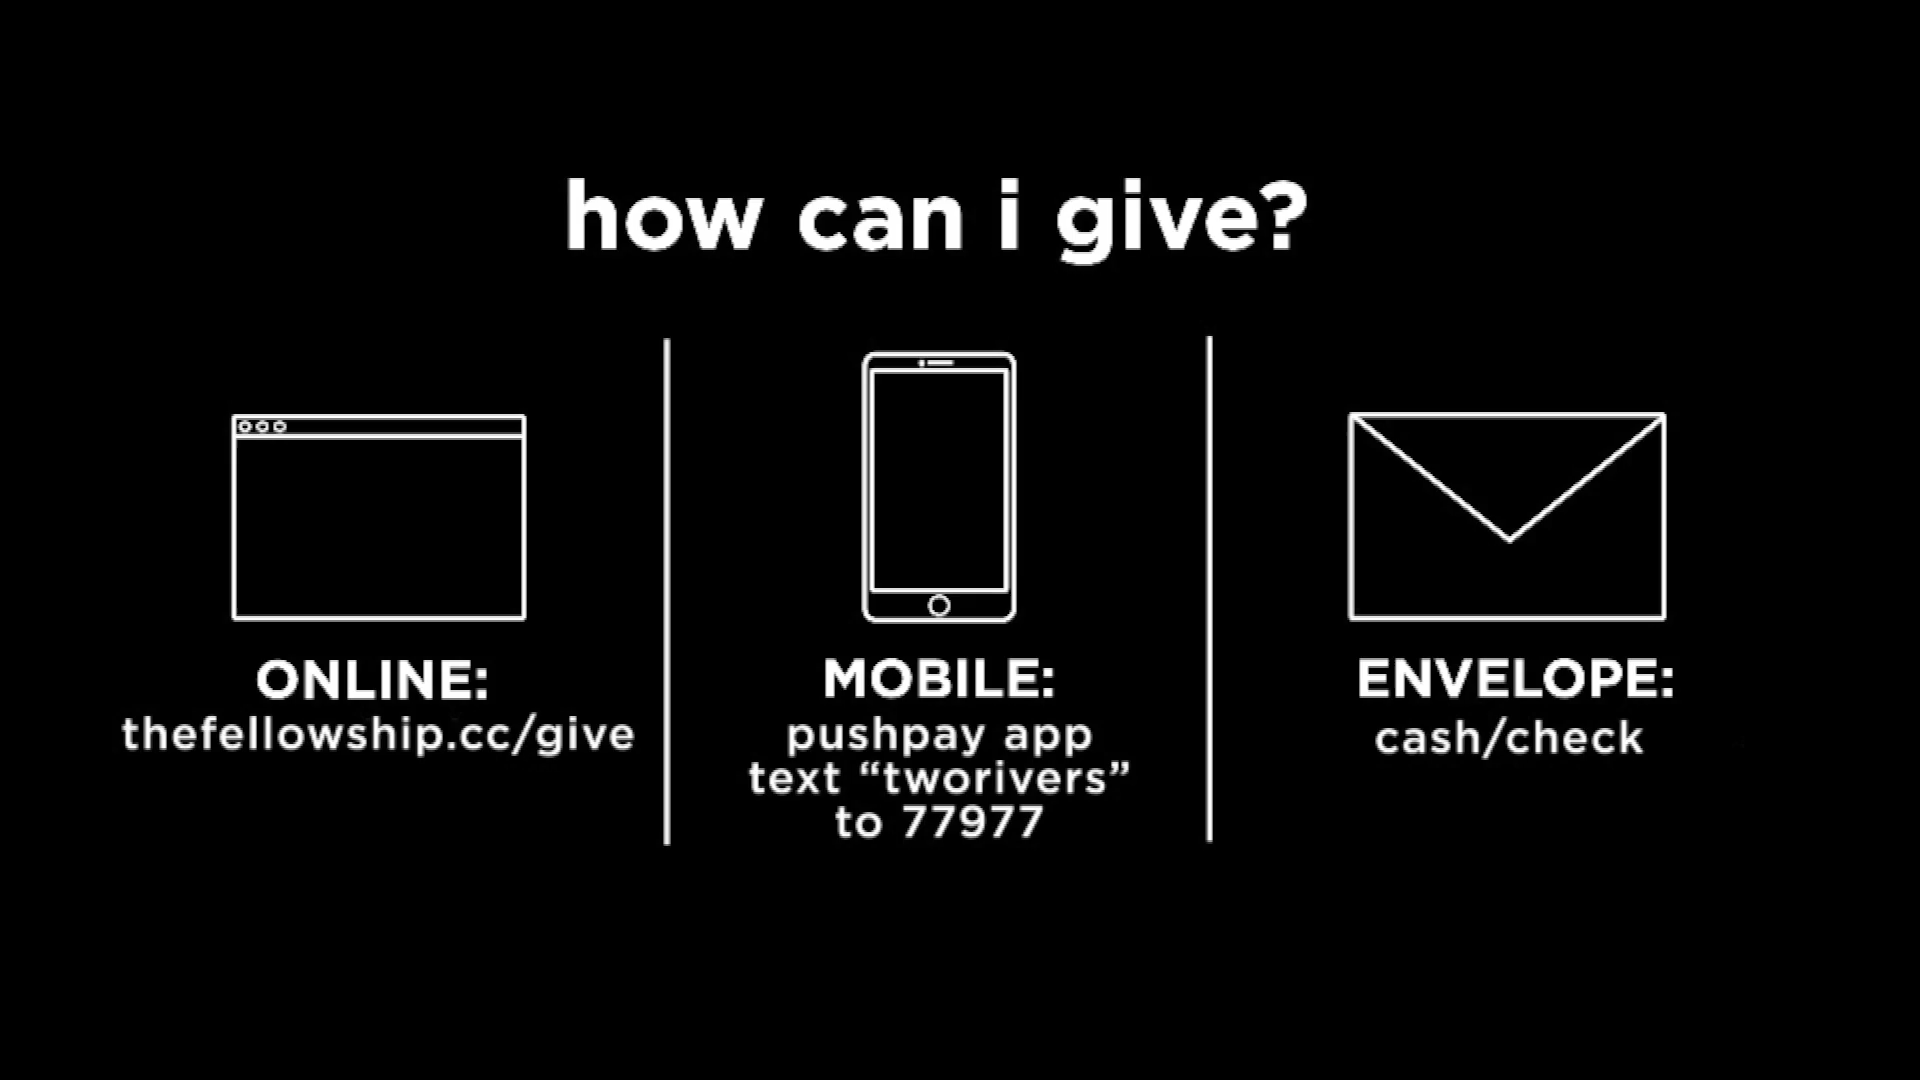 how can i give?
ONLINE:
thefellowship.cc/give
MOBILE:
pushpay app
text “tworivers”
to 77977
ENVELOPE:
cash/check